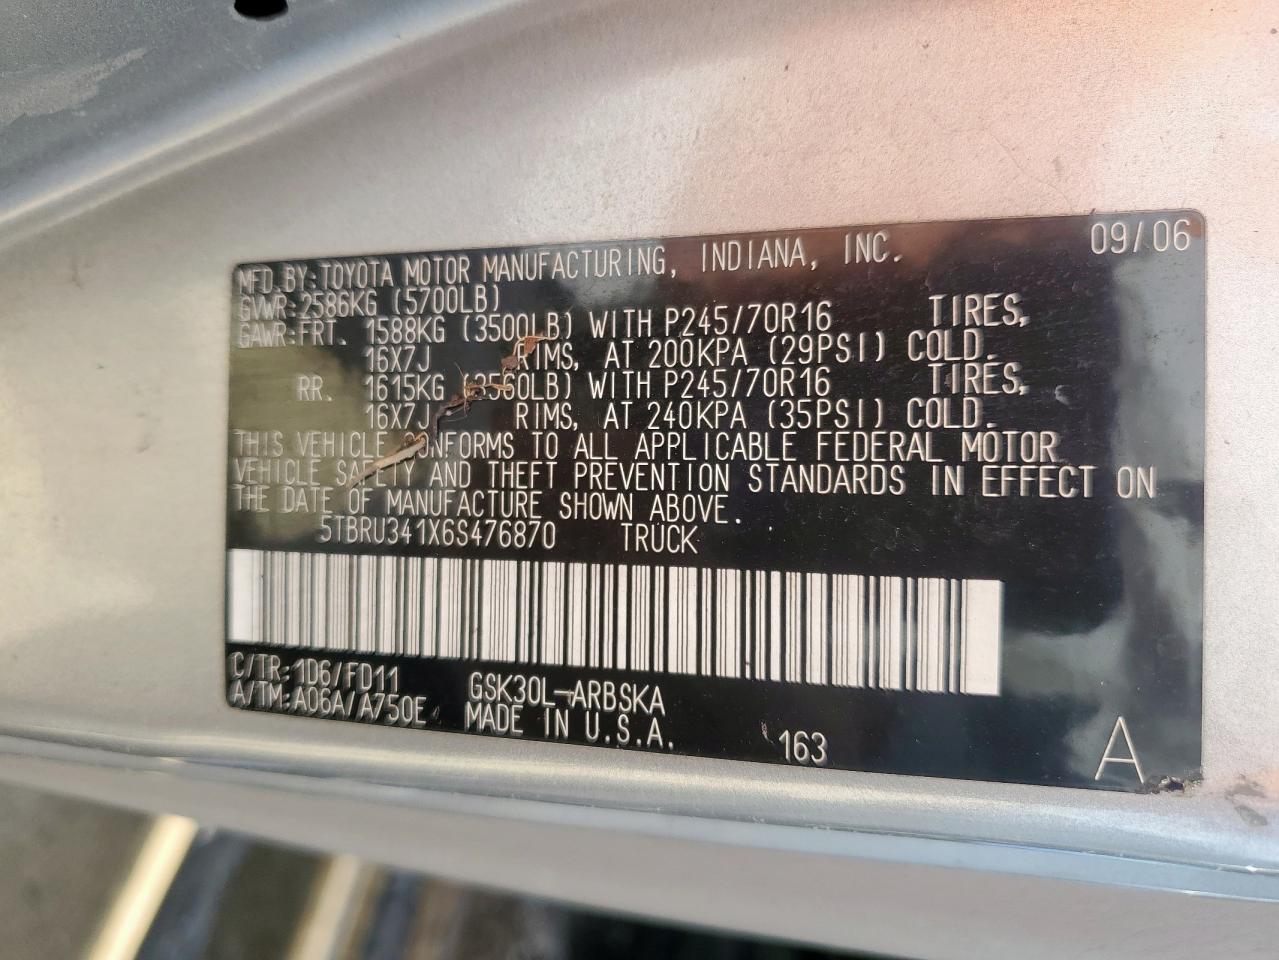 MFD.BY:TOYOTA MOTOR MANUFACTURING, INDIANA, INC. 09/06
GVWR:2586KG (5700LB)
GAWR:FRT. 1588KG (3500LB) WITH P245/70R16 TIRES,
16X7J RIMS, AT 200KPA (29PSI) COLD.
RR. 1615KG (3560LB) WITH P245/70R16 TIRES,
16X7J RIMS, AT 240KPA (35PSI) COLD.
THIS VEHICLE CONFORMS TO ALL APPLICABLE FEDERAL MOTOR
VEHICLE SAFETY AND THEFT PREVENTION STANDARDS IN EFFECT ON
THE DATE OF MANUFACTURE SHOWN ABOVE.
5TBRU341X6S476870 TRUCK
C/TR:1D6/FD11 GSK30L-ARBSKA
A/TM:A06A/A750E MADE IN U.S.A. 163 A